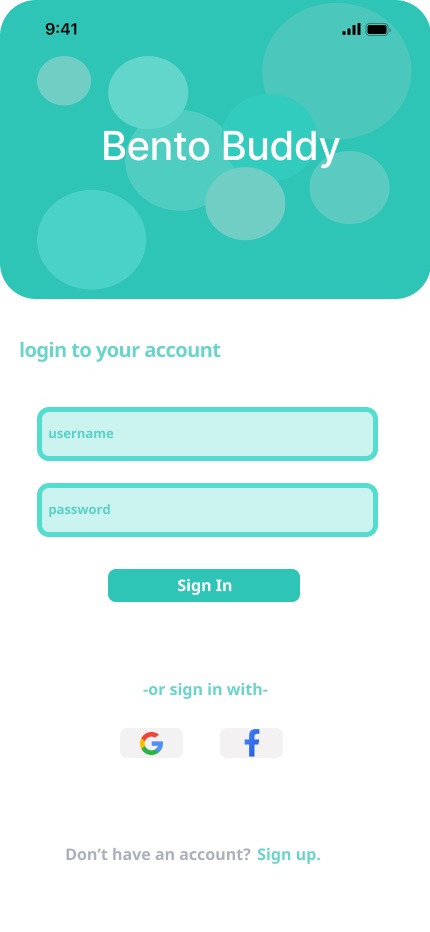 9:41
Bento Buddy
login to your account
username
password
Sign In
-or sign in with-
Don’t have an account? Sign up.